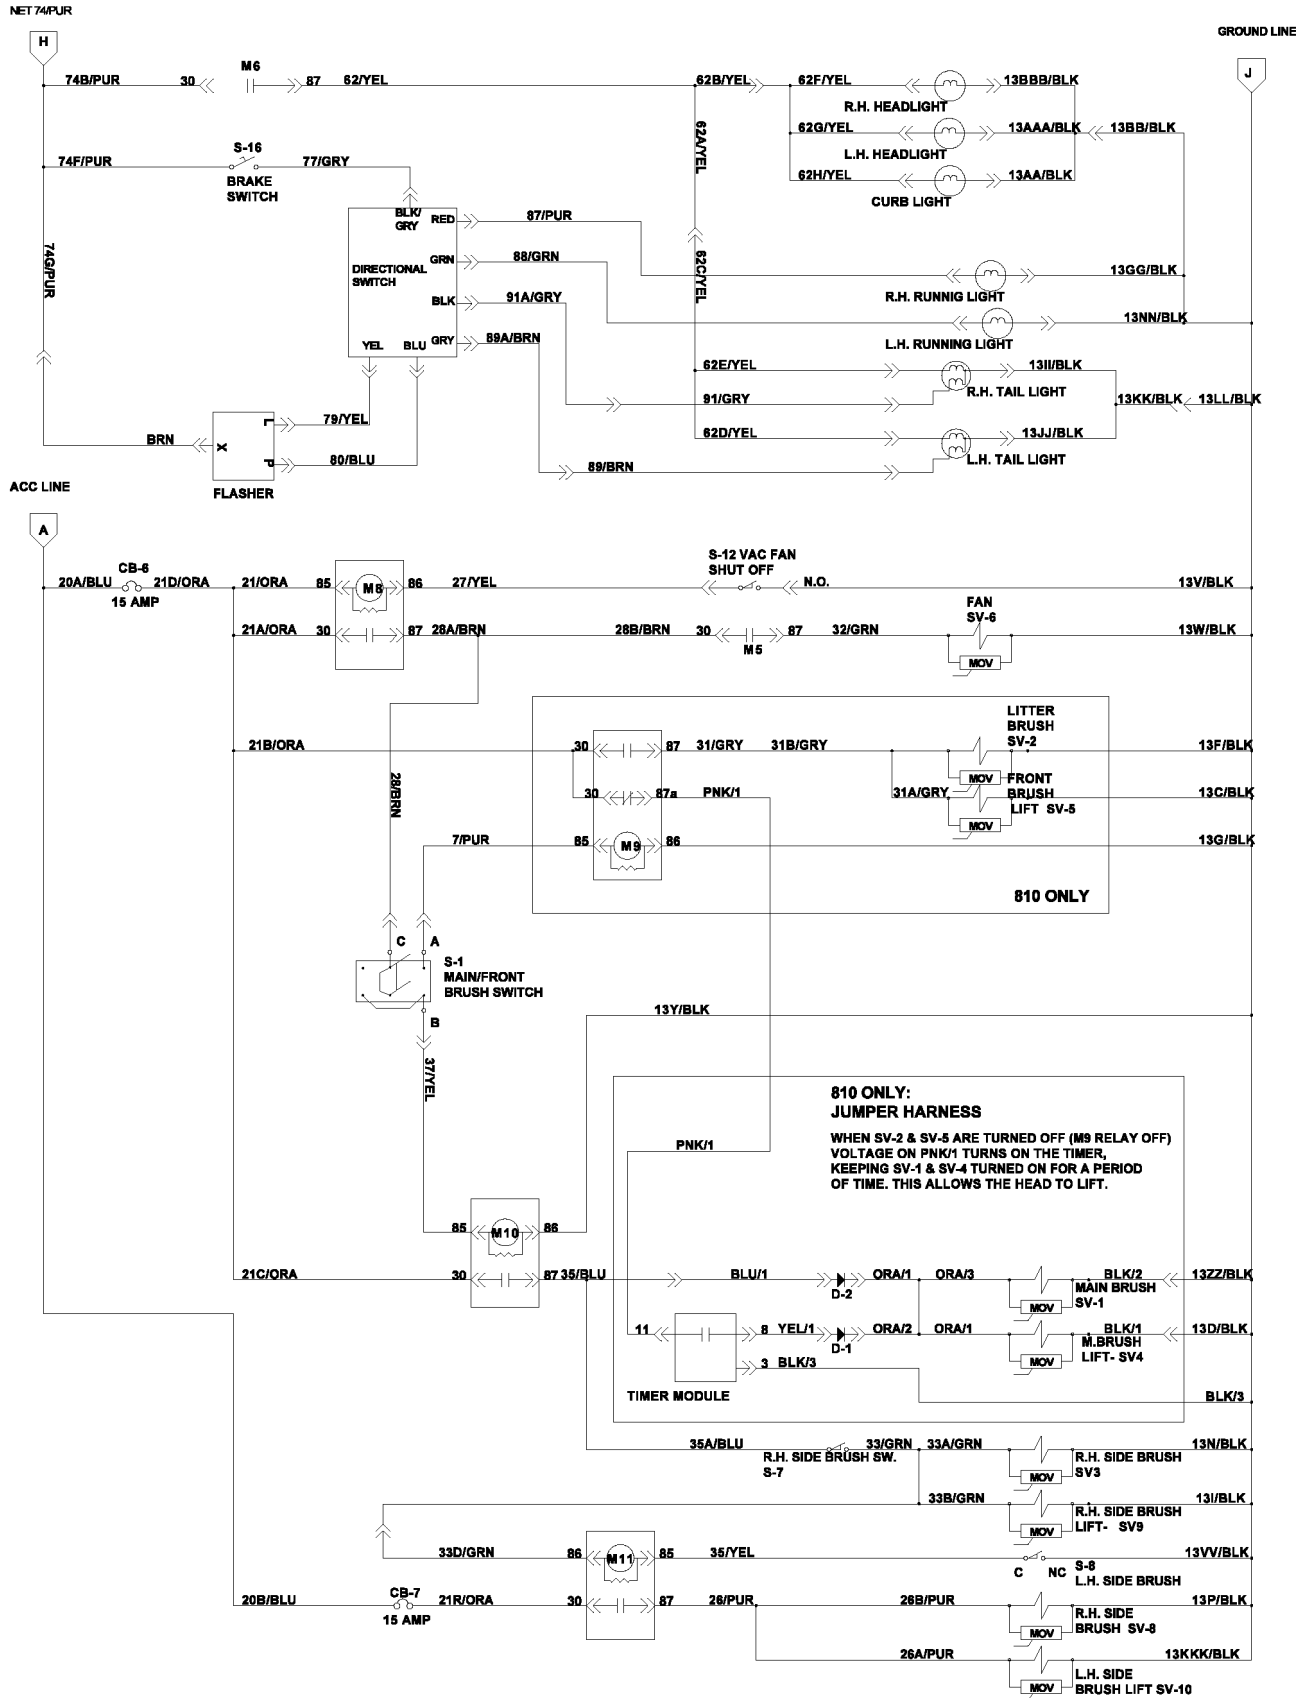 NET 74/PUR
GROUND LINE
H
J
74B/PUR
30
M6
87
62/YEL
62B/YEL
62F/YEL
13BBB/BLK
R.H. HEADLIGHT
62A/YEL
62G/YEL
13AAA/BLK
13BB/BLK
L.H. HEADLIGHT
74F/PUR
S-16
77/GRY
BRAKE
SWITCH
62H/YEL
13AA/BLK
CURB LIGHT
BLK/
GRY
RED
87/PUR
74G/PUR
DIRECTIONAL
SWITCH
GRN
88/GRN
62C/YEL
13GG/BLK
R.H. RUNNIG LIGHT
BLK
91A/GRY
13NN/BLK
L.H. RUNNING LIGHT
YEL
BLU
GRY
89A/BRN
62E/YEL
13II/BLK
R.H. TAIL LIGHT
91/GRY
13KK/BLK
13LL/BLK
BRN
X
L
P
79/YEL
80/BLU
FLASHER
62D/YEL
13JJ/BLK
L.H. TAIL LIGHT
89/BRN
ACC LINE
A
20A/BLU
CB-6
15 AMP
21D/ORA
21/ORA
85
M8
86
27/YEL
S-12 VAC FAN
SHUT OFF
N.O.
13V/BLK
21A/ORA
30
87
28A/BRN
28B/BRN
30
M5
87
32/GRN
FAN
SV-6
MOV
13W/BLK
21B/ORA
30
87
31/GRY
31B/GRY
LITTER
BRUSH
SV-2
MOV
13F/BLK
28/BRN
30
87a
PNK/1
31A/GRY
FRONT
BRUSH
LIFT SV-5
MOV
13C/BLK
7/PUR
85
M9
86
13G/BLK
810 ONLY
C
A
S-1
MAIN/FRONT
BRUSH SWITCH
B
37/YEL
13Y/BLK
810 ONLY:
JUMPER HARNESS
WHEN SV-2 & SV-5 ARE TURNED OFF (M9 RELAY OFF)
VOLTAGE ON PNK/1 TURNS ON THE TIMER,
KEEPING SV-1 & SV-4 TURNED ON FOR A PERIOD
OF TIME. THIS ALLOWS THE HEAD TO LIFT.
PNK/1
85
M10
86
21C/ORA
30
87
35/BLU
BLU/1
D-2
ORA/1
ORA/3
MOV
BLK/2
MAIN BRUSH
SV-1
13ZZ/BLK
11
8
YEL/1
D-1
ORA/2
ORA/1
MOV
BLK/1
M.BRUSH
LIFT- SV4
13D/BLK
3
BLK/3
TIMER MODULE
BLK/3
35A/BLU
R.H. SIDE BRUSH SW.
S-7
33/GRN
33A/GRN
MOV
R.H. SIDE BRUSH
SV3
13N/BLK
33B/GRN
MOV
R.H. SIDE BRUSH
LIFT- SV9
13I/BLK
33D/GRN
86
M11
85
35/YEL
C
NC
S-8
L.H. SIDE BRUSH
13VV/BLK
20B/BLU
CB-7
15 AMP
21R/ORA
30
87
26/PUR
26B/PUR
MOV
R.H. SIDE
BRUSH SV-8
13P/BLK
26A/PUR
MOV
L.H. SIDE
BRUSH LIFT SV-10
13KKK/BLK